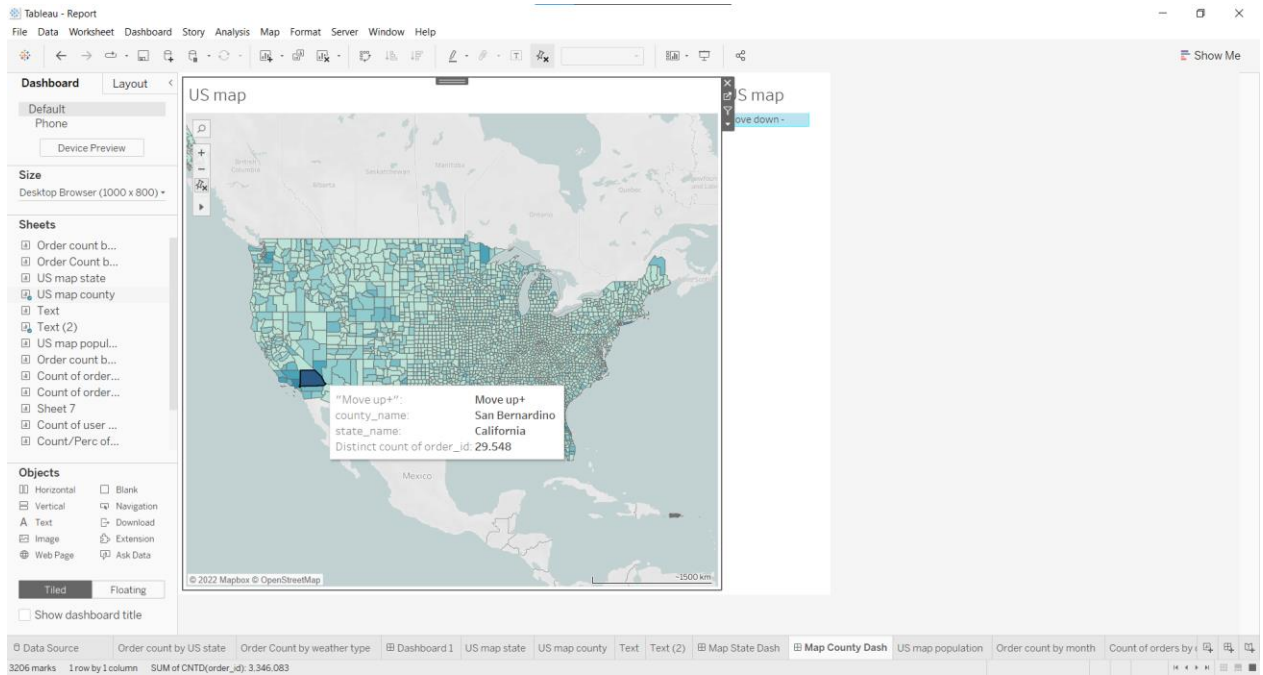 Tableau - Report
File Data Worksheet Dashboard Story Analysis Map Format Server Window Help
Show Me
Dashboard Layout
Default
Phone
Device Preview
Size
Desktop Browser (1000 x 800)
Sheets
Order count b...
Order Count b...
US map state
US map county
Text
Text (2)
US map popul...
Order count b...
Count of order...
Count of order...
Sheet 7
Count of user ...
Count/Perc of...
Objects
Horizontal Blank
Vertical Navigation
A Text Download
Image Extension
Web Page Ask Data
Tiled Floating
Show dashboard title
US map
British Columbia
Alberta
Saskatchewan
Manitoba
Ontario
Quebec
"Move up+": Move up+
county_name: San Bernardino
state_name: California
Distinct count of order_id: 29.548
Mexico
© 2022 Mapbox © OpenStreetMap
~1500 km
S map
ove down -
Data Source Order count by US state Order Count by weather type Dashboard 1 US map state US map county Text Text (2) Map State Dash Map County Dash US map population Order count by month Count of orders by
3206 marks 1 row by 1 column SUM of CNTD(order_id): 3.346.083